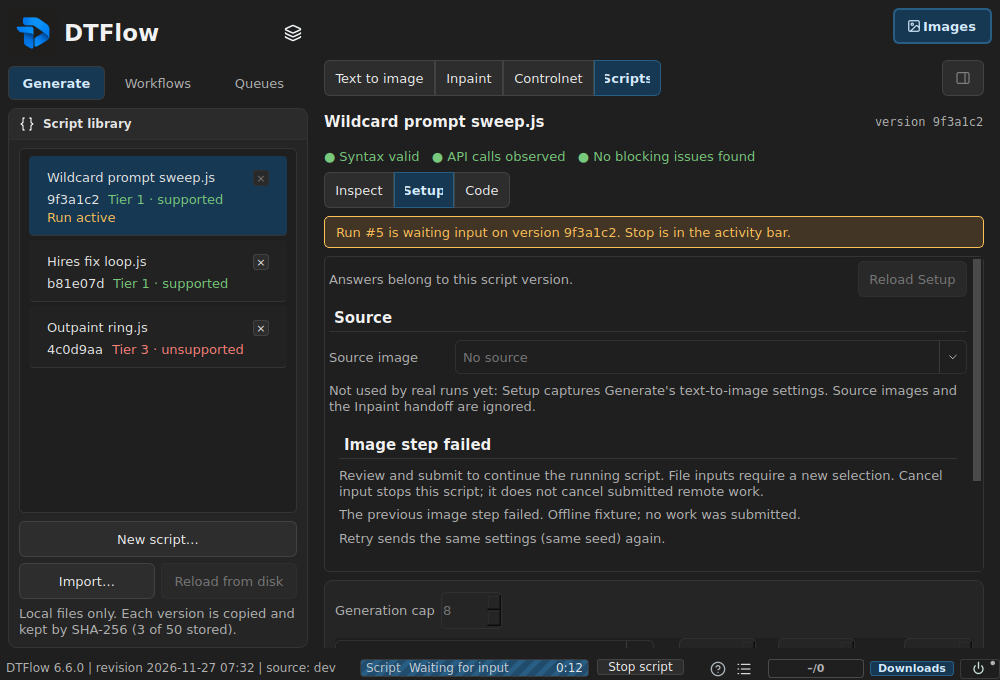 DTFlow
Images
Generate
Workflows
Queues
Text to image
Inpaint
Controlnet
Scripts
{ } Script library
Wildcard prompt sweep.js
9f3a1c2 Tier 1 · supported
Run active
Hires fix loop.js
b81e07d Tier 1 · supported
Outpaint ring.js
4c0d9aa Tier 3 · unsupported
New script...
Import...
Reload from disk
Local files only. Each version is copied and
kept by SHA-256 (3 of 50 stored).
Wildcard prompt sweep.js
version 9f3a1c2
Syntax valid
API calls observed
No blocking issues found
Inspect
Setup
Code
Run #5 is waiting input on version 9f3a1c2. Stop is in the activity bar.
Answers belong to this script version.
Reload Setup
Source
Source image
No source
Not used by real runs yet: Setup captures Generate's text-to-image settings. Source images and
the Inpaint handoff are ignored.
Image step failed
Review and submit to continue the running script. File inputs require a new selection. Cancel
input stops this script; it does not cancel submitted remote work.
The previous image step failed. Offline fixture; no work was submitted.
Retry sends the same settings (same seed) again.
Generation cap
8
DTFlow 6.6.0 | revision 2026-11-27 07:32 | source: dev
Script Waiting for input 0:12
Stop script
–/0
Downloads